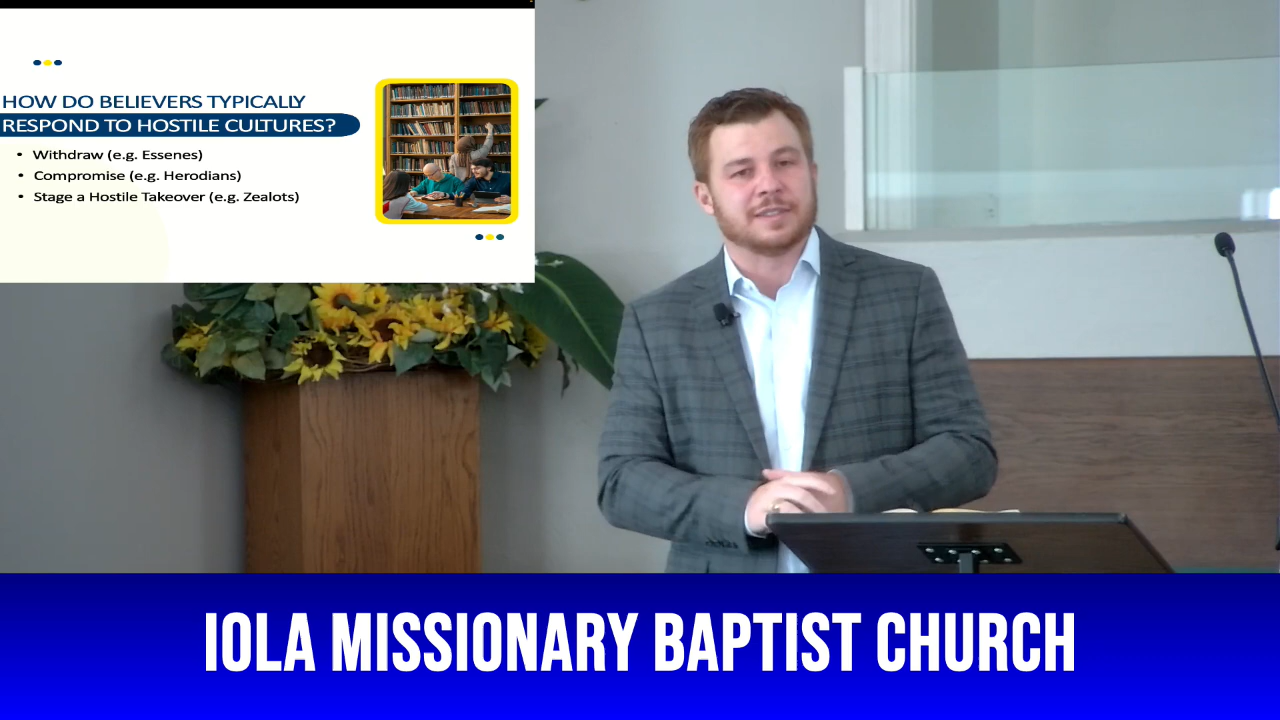 HOW DO BELIEVERS TYPICALLY
RESPOND TO HOSTILE CULTURES?
• Withdraw (e.g. Essenes)
• Compromise (e.g. Herodians)
• Stage a Hostile Takeover (e.g. Zealots)
IOLA MISSIONARY BAPTIST CHURCH